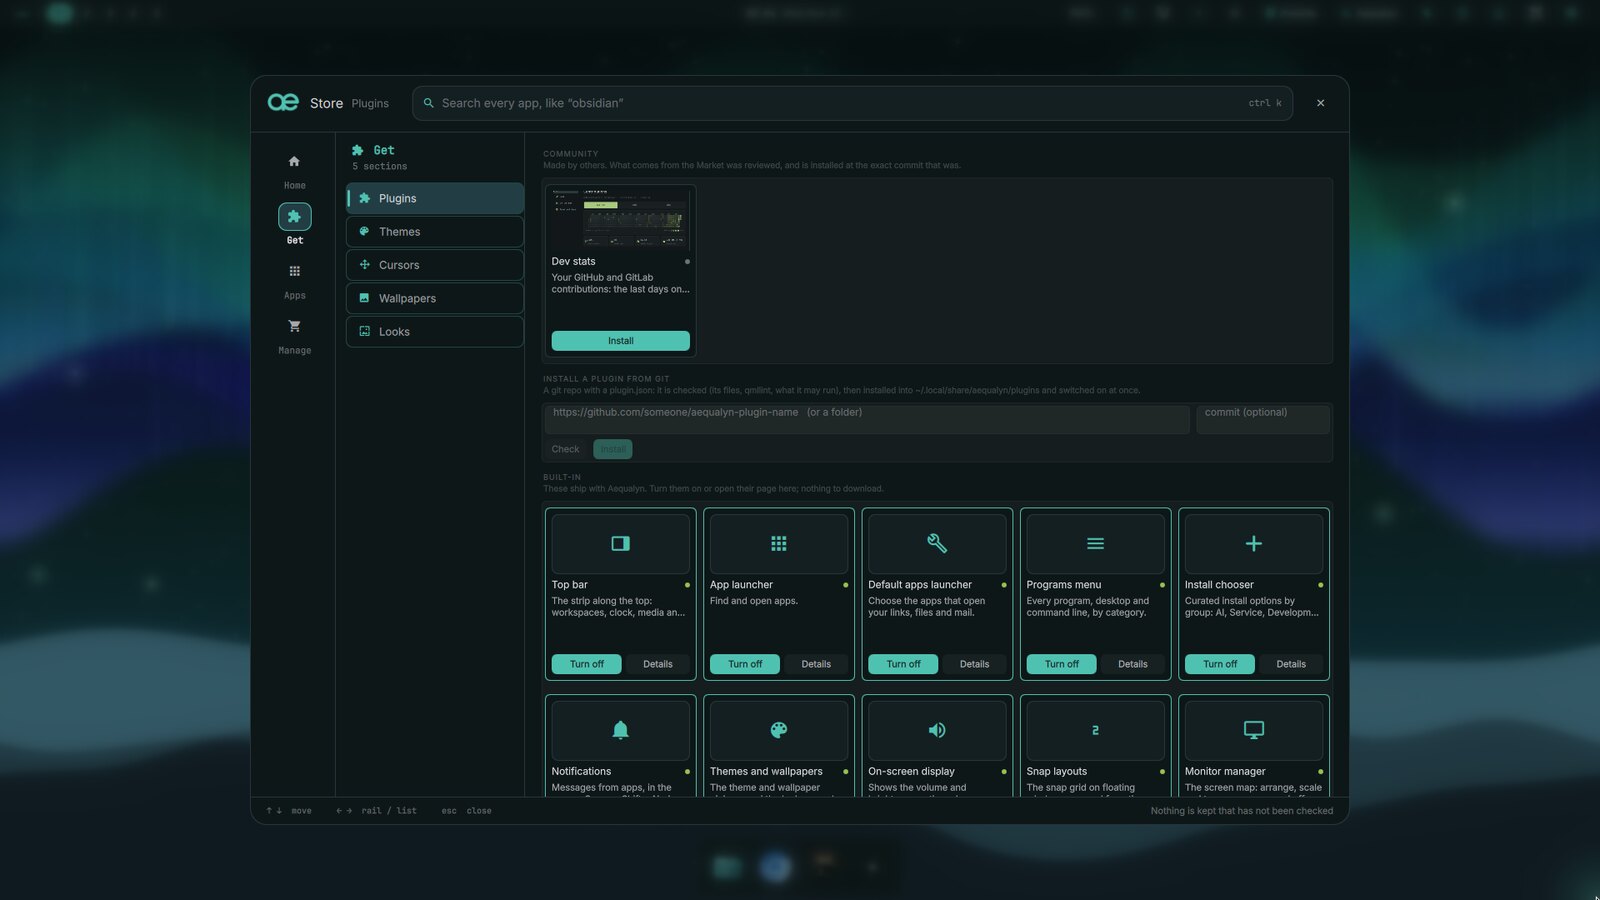 Store Plugins
Search every app, like “obsidian”
ctrl k
Home
Get
Apps
Manage
Get
5 sections
Plugins
Themes
Cursors
Wallpapers
Looks
COMMUNITY
Made by others. What comes from the Market was reviewed, and is installed at the exact commit that was.
Dev stats
Your GitHub and GitLab
contributions: the last days on...
Install
INSTALL A PLUGIN FROM GIT
A git repo with a plugin.json: it is checked (its files, qmllint, what it may run), then installed into ~/.local/share/aequalyn/plugins and switched on at once.
https://github.com/someone/aequalyn-plugin-name (or a folder)
commit (optional)
Check
Install
BUILT-IN
These ship with Aequalyn. Turn them on or open their page here; nothing to download.
Top bar
The strip along the top:
workspaces, clock, media an...
Turn off
Details
App launcher
Find and open apps.
Turn off
Details
Default apps launcher
Choose the apps that open
your links, files and mail.
Turn off
Details
Programs menu
Every program, desktop and
command line, by category.
Turn off
Details
Install chooser
Curated install options by
group: AI, Service, Developm...
Turn off
Details
Notifications
Messages from apps, in the
Themes and wallpapers
The theme and wallpaper
On-screen display
Shows the volume and
2
Snap layouts
The snap grid on floating
Monitor manager
The screen map: arrange, scale
↑↓ move
←→ rail / list
esc close
Nothing is kept that has not been checked